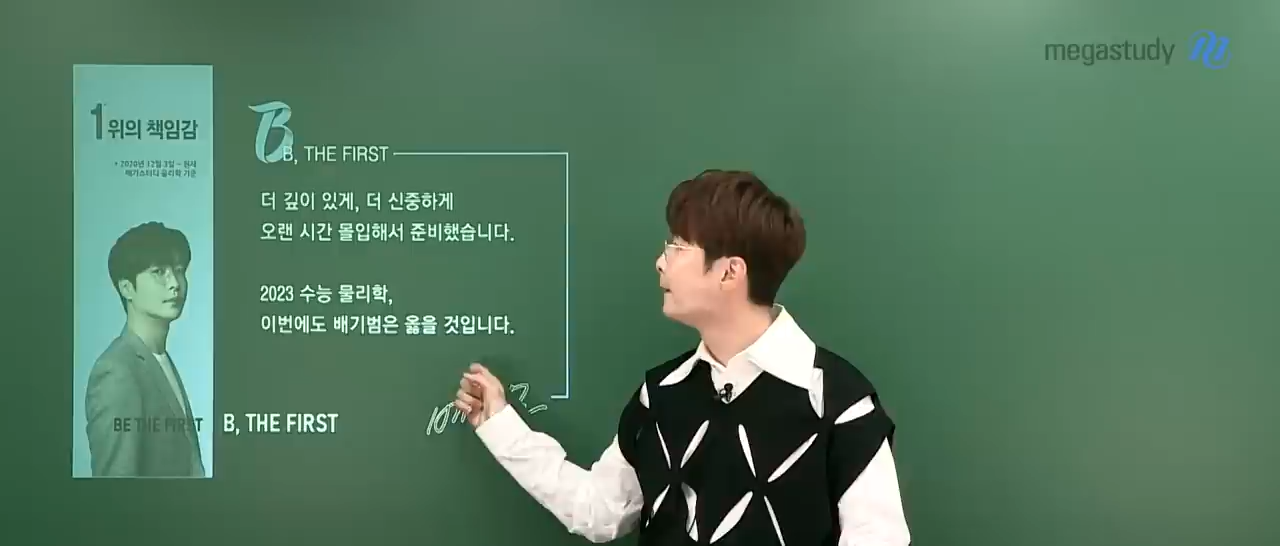 megastudy
1위의 책임감
* 2020년 12월 3일 ~ 현재
메가스터디 물리학 기준
B
B, THE FIRST
더 깊이 있게, 더 신중하게
오랜 시간 몰입해서 준비했습니다.
2023 수능 물리학,
이번에도 배기범은 옳을 것입니다.
BE THE FIRST
B, THE FIRST